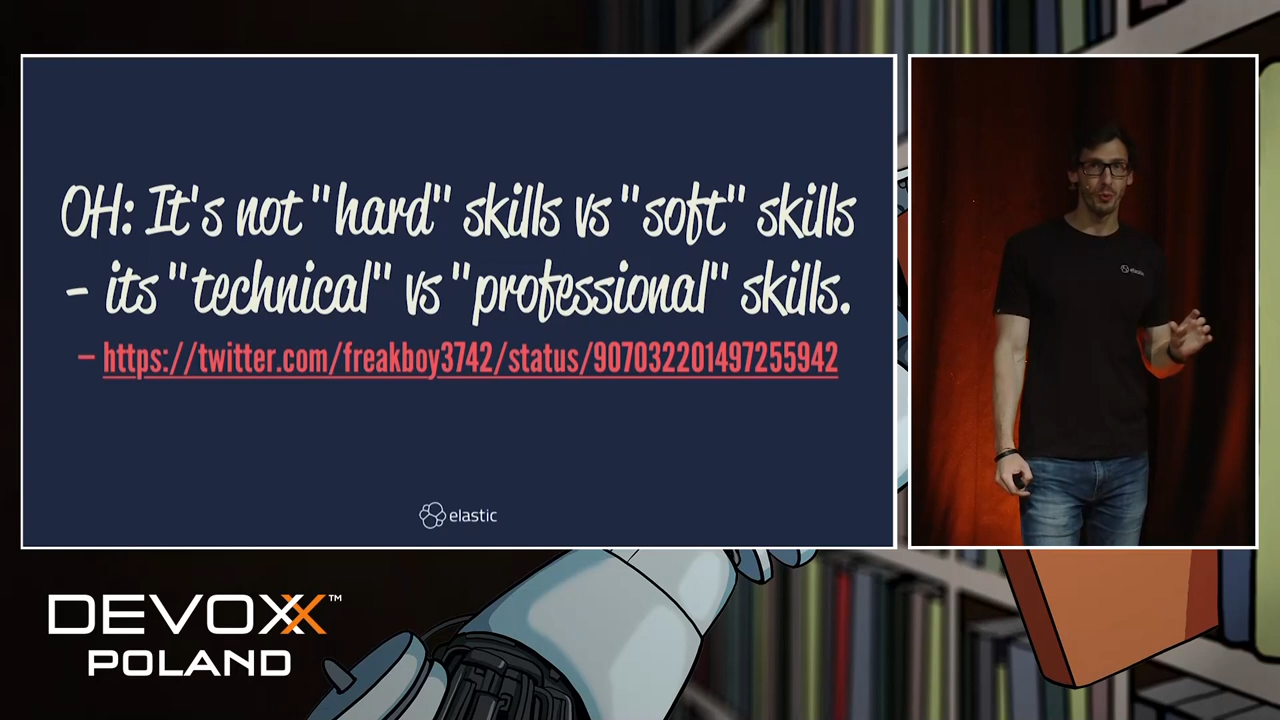 OH: It's not "hard" skills vs "soft" skills
- its "technical" vs "professional" skills.
– https://twitter.com/freakboy3742/status/907032201497255942
elastic
elastic
DEVOXX™
POLAND